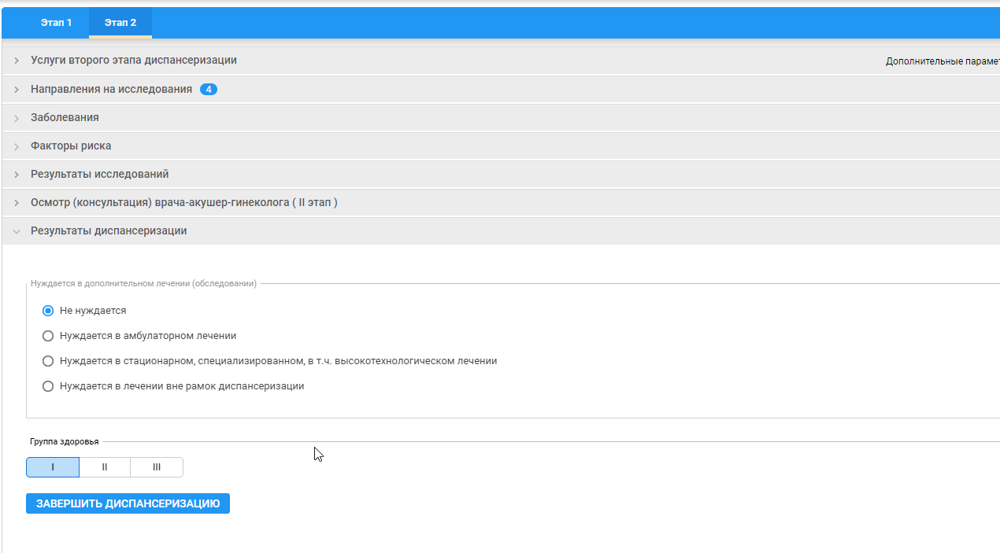 Этап 1 Этап 2
Услуги второго этапа диспансеризации
Дополнительные
Направления на исследования 4
Заболевания
Факторы риска
Результаты исследований
Осмотр (консультация) врача-акушер-гинеколога ( II этап )
Результаты диспансеризации
Нуждается в дополнительном лечении (обследовании)
Не нуждается
Нуждается в амбулаторном лечении
Нуждается в стационарном, специализированном, в т.ч. высокотехнологическом лечении
Нуждается в лечении вне рамок диспансеризации
Группа здоровья
I II III
ЗАВЕРШИТЬ ДИСПАНСЕРИЗАЦИЮ